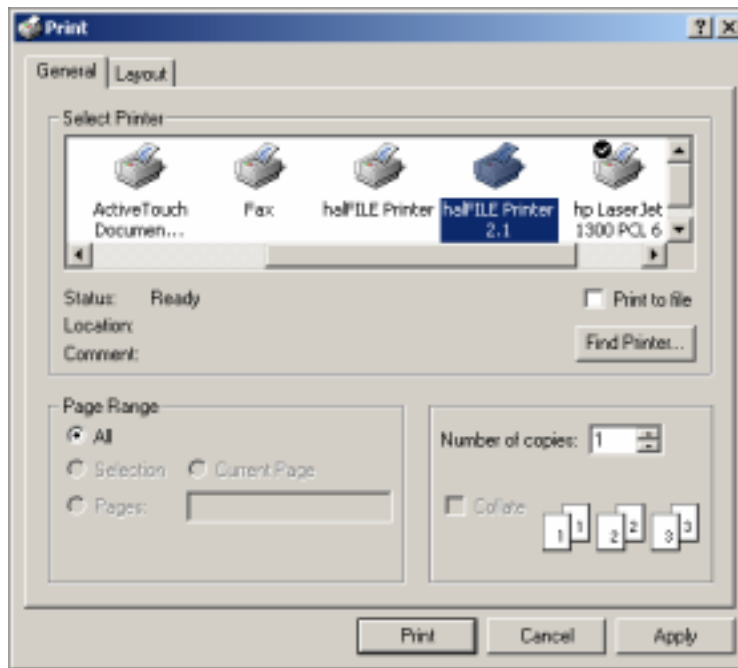 Print
General Layout
Select Printer
ActiveTouch Documen...
Fax
halFILE Printer
halFILE Printer 2.1
hp LaserJet 1300 PCL 6
Status: Ready
Print to file
Location:
Comment:
Find Printer...
Page Range
All
Selection Current Page
Pages:
Number of copies: 1
Collate
1 1 2 2 3 3
Print Cancel Apply